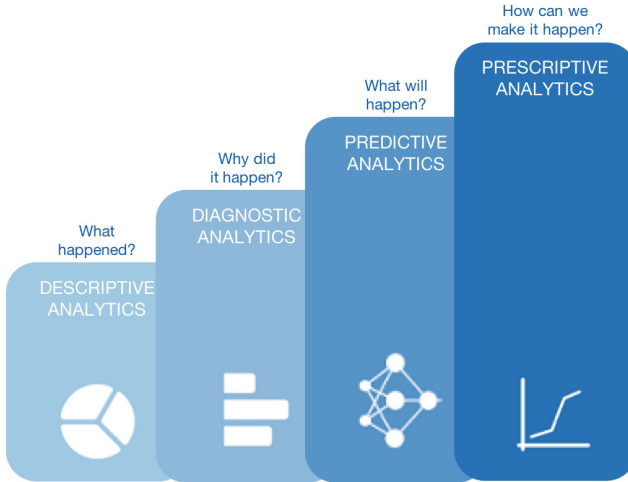 What
happened?
DESCRIPTIVE
ANALYTICS
Why did
it happen?
DIAGNOSTIC
ANALYTICS
What will
happen?
PREDICTIVE
ANALYTICS
How can we
make it happen?
PRESCRIPTIVE
ANALYTICS